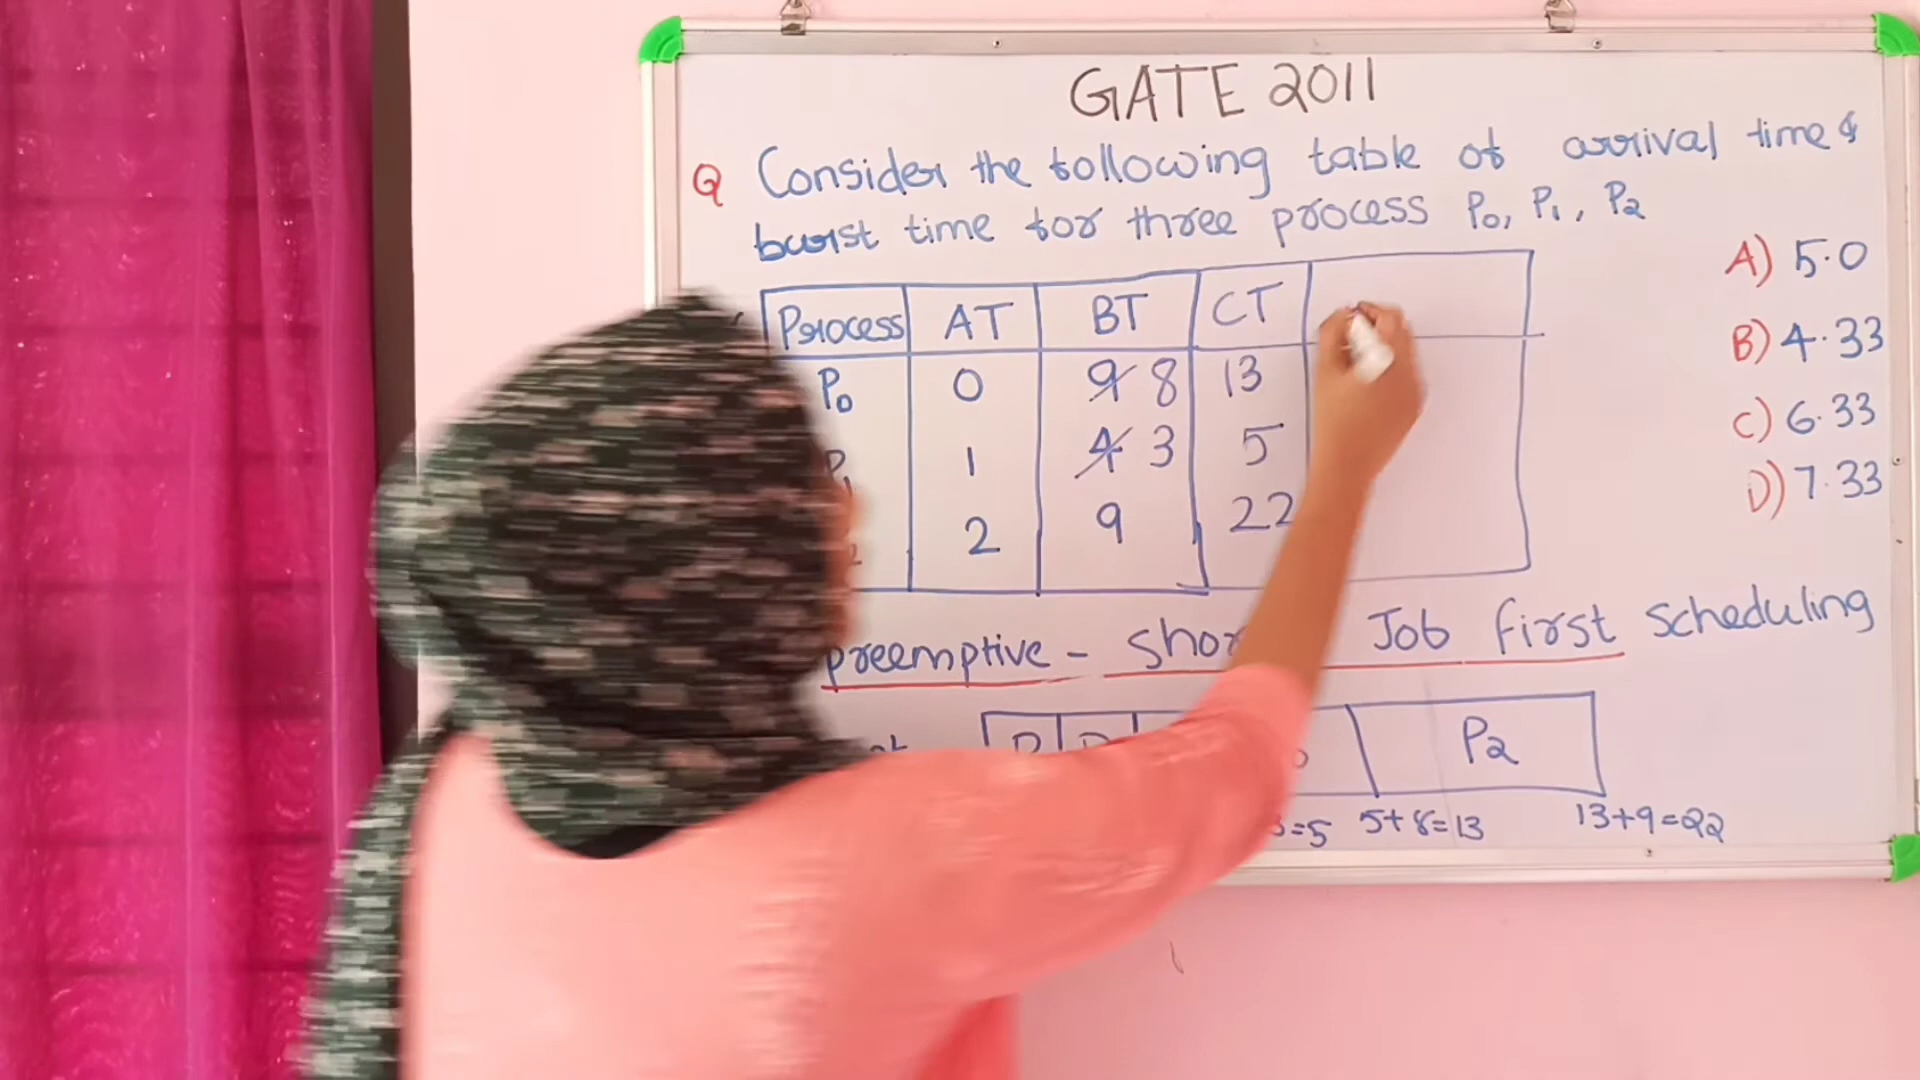 GATE 2011
Q Consider the following table of arrival time &
burst time for three process P0, P1, P2
Process AT BT CT
P0 0 9 8 13
1 4 3 5
2 9 22
A) 5.0
B) 4.33
C) 6.33
D) 7.33
preemptive - Job first scheduling
P2
=5 5+8=13 13+9=22